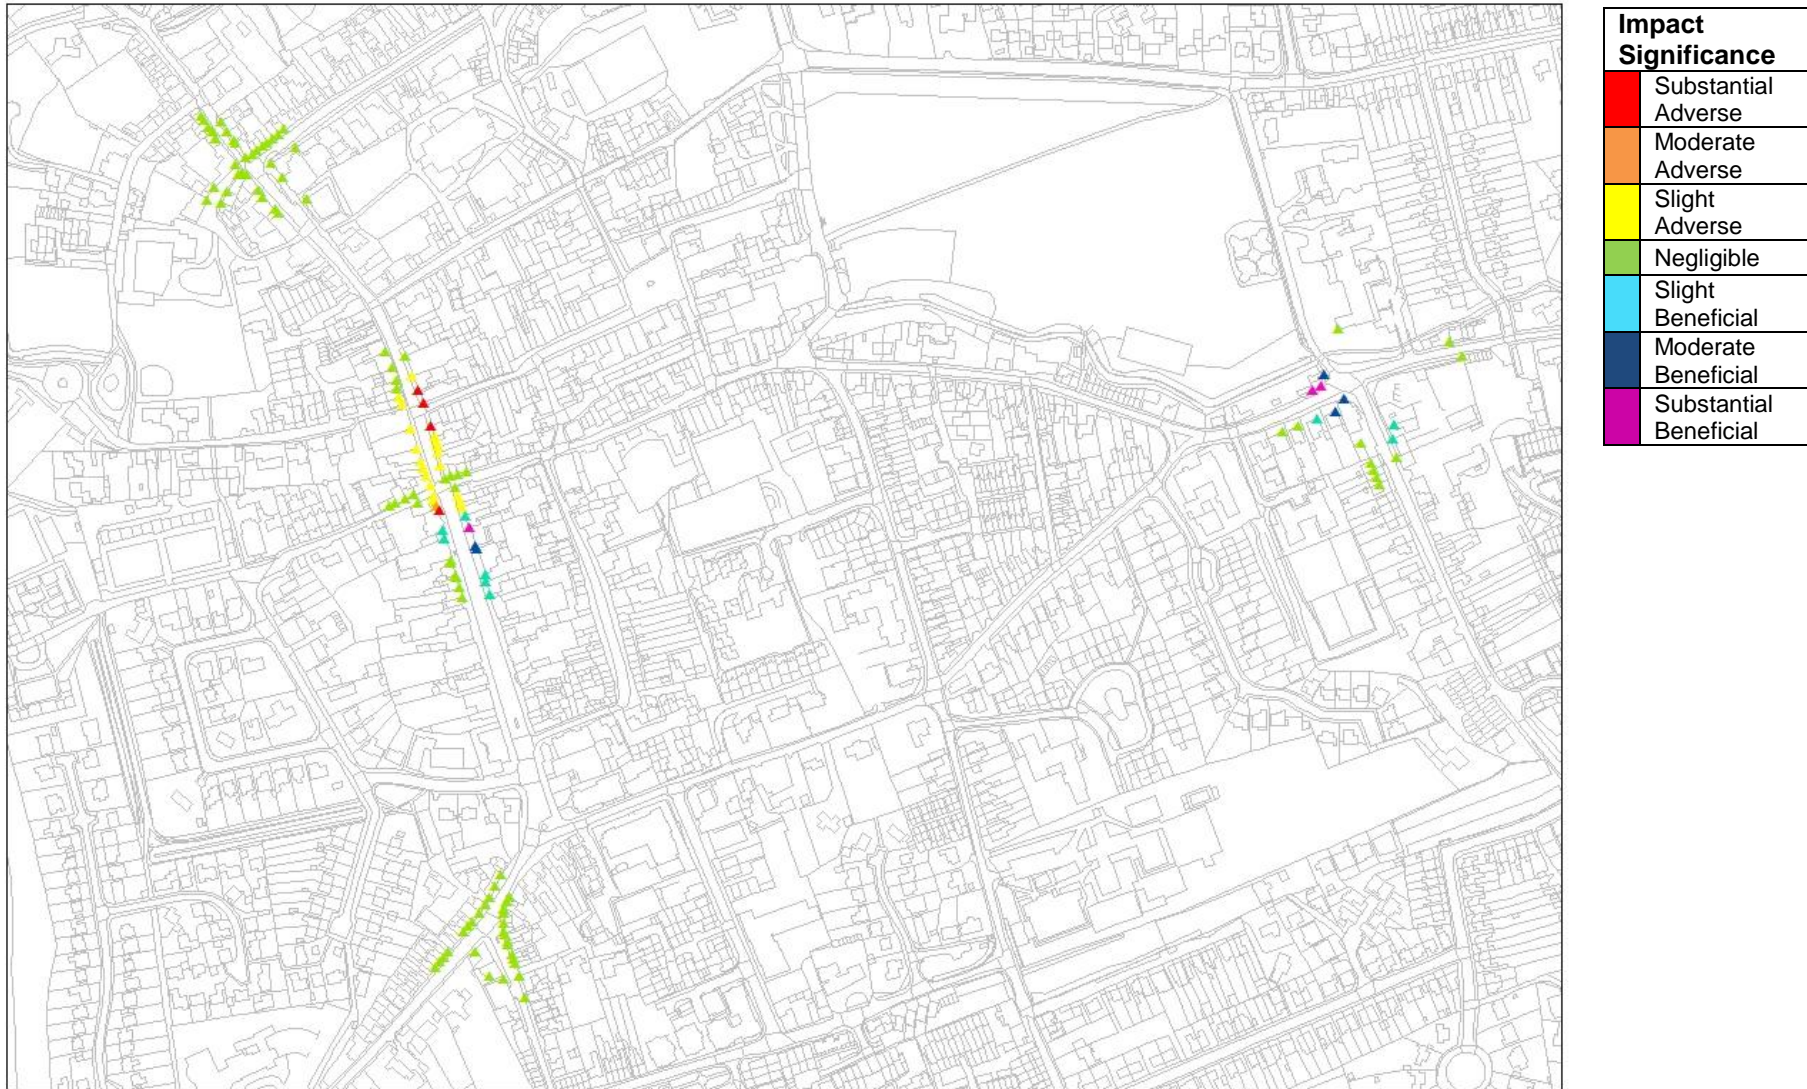 Impact
Significance
Substantial
Adverse
Moderate
Adverse
Slight
Adverse
Negligible
Slight
Beneficial
Moderate
Beneficial
Substantial
Beneficial